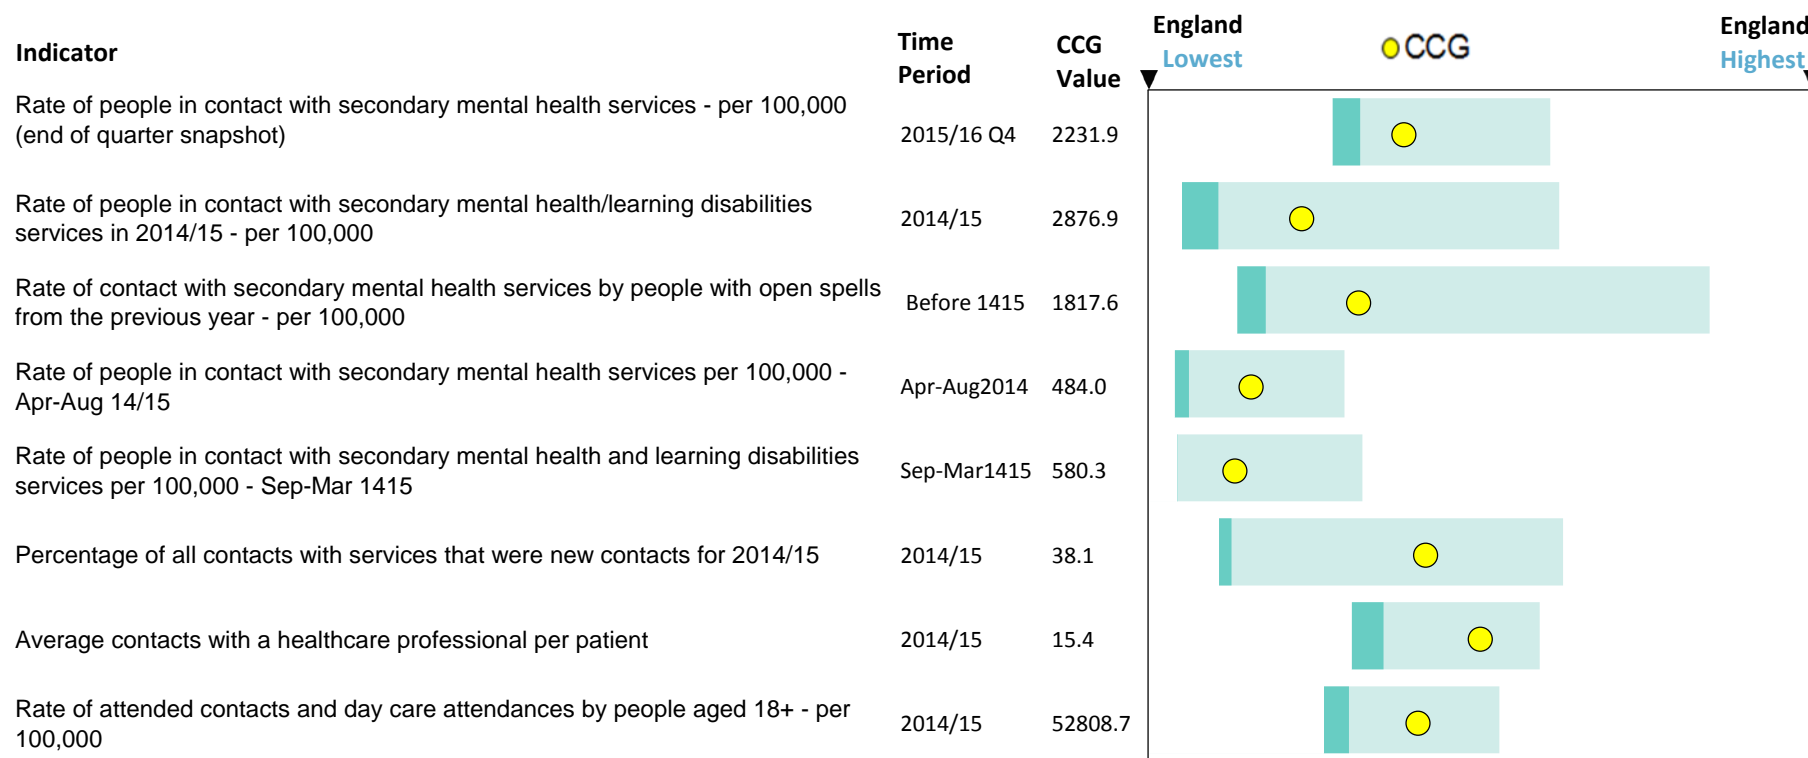 Indicator
Time Period
CCG Value
England Lowest
CCG
England Highest
Rate of people in contact with secondary mental health services - per 100,000
(end of quarter snapshot)
2015/16 Q4
2231.9
Rate of people in contact with secondary mental health/learning disabilities
services in 2014/15 - per 100,000
2014/15
2876.9
Rate of contact with secondary mental health services by people with open spells
from the previous year - per 100,000
Before 1415
1817.6
Rate of people in contact with secondary mental health services per 100,000 -
Apr-Aug 14/15
Apr-Aug2014
484.0
Rate of people in contact with secondary mental health and learning disabilities
services per 100,000 - Sep-Mar 1415
Sep-Mar1415
580.3
Percentage of all contacts with services that were new contacts for 2014/15
2014/15
38.1
Average contacts with a healthcare professional per patient
2014/15
15.4
Rate of attended contacts and day care attendances by people aged 18+ - per
100,000
2014/15
52808.7